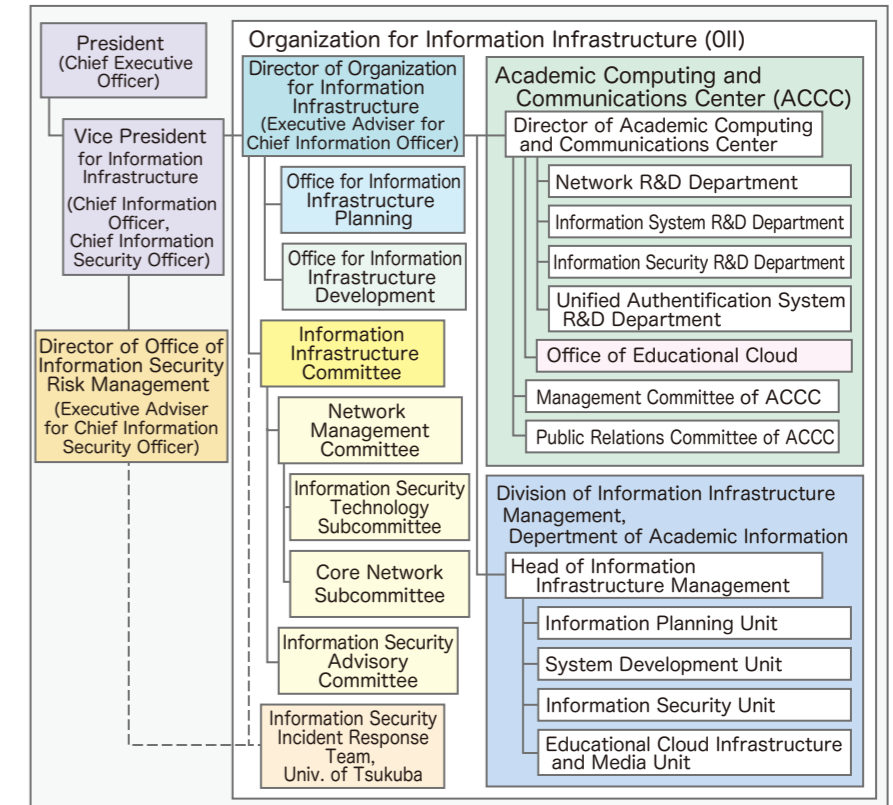 President
(Chief Executive
Officer)
Vice President
for Information
Infrastructure
(Chief Information
Officer,
Chief Information
Security Officer)
Director of Office of
Information Security
Risk Management
(Executive Adviser
for Chief Information
Security Officer)
Organization for Information Infrastructure (0II)
Director of Organization
for Information
Infrastructure
(Executive Adviser for
Chief Information Officer)
Office for Information
Infrastructure
Planning
Office for Information
Infrastructure
Development
Information
Infrastructure
Committee
Network
Management
Committee
Information Security
Technology
Subcommittee
Core Network
Subcommittee
Information Security
Advisory
Committee
Information Security
Incident Response
Team,
Univ. of Tsukuba
Academic Computing and
Communications Center (ACCC)
Director of Academic Computing
and Communications Center
Network R&D Department
Information System R&D Department
Information Security R&D Department
Unified Authentification System
R&D Department
Office of Educational Cloud
Management Committee of ACCC
Public Relations Committee of ACCC
Division of Information Infrastructure
Management,
Department of Academic Information
Head of Information
Infrastructure Management
Information Planning Unit
System Development Unit
Information Security Unit
Educational Cloud Infrastructure
and Media Unit